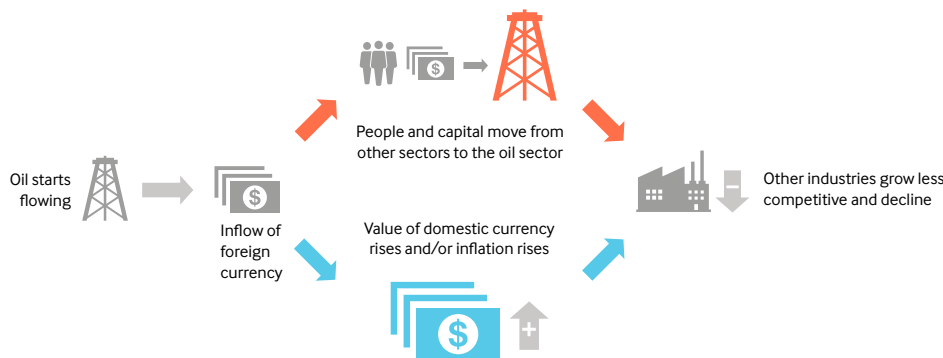 Oil starts
flowing
$
Inflow of
foreign
currency
$
People and capital move from
other sectors to the oil sector
Value of domestic currency
rises and/or inflation rises
$
+
–
Other industries grow less
competitive and decline